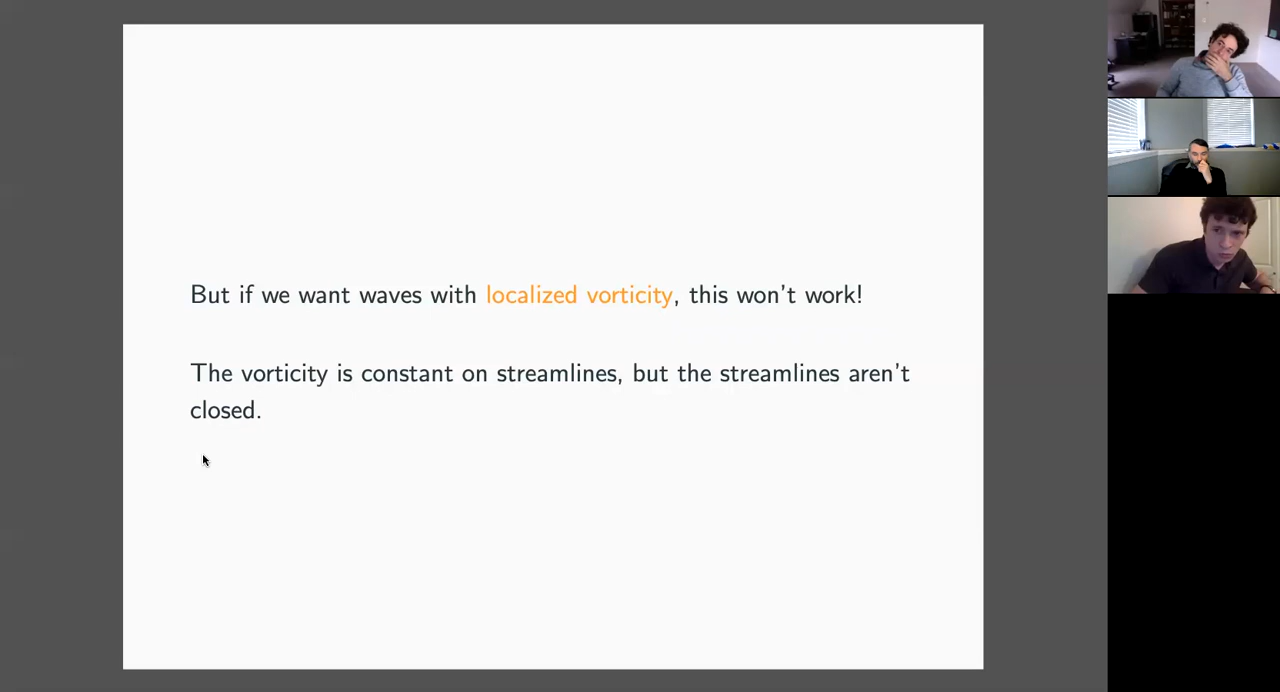 But if we want waves with localized vorticity, this won't work!
The vorticity is constant on streamlines, but the streamlines aren't
closed.